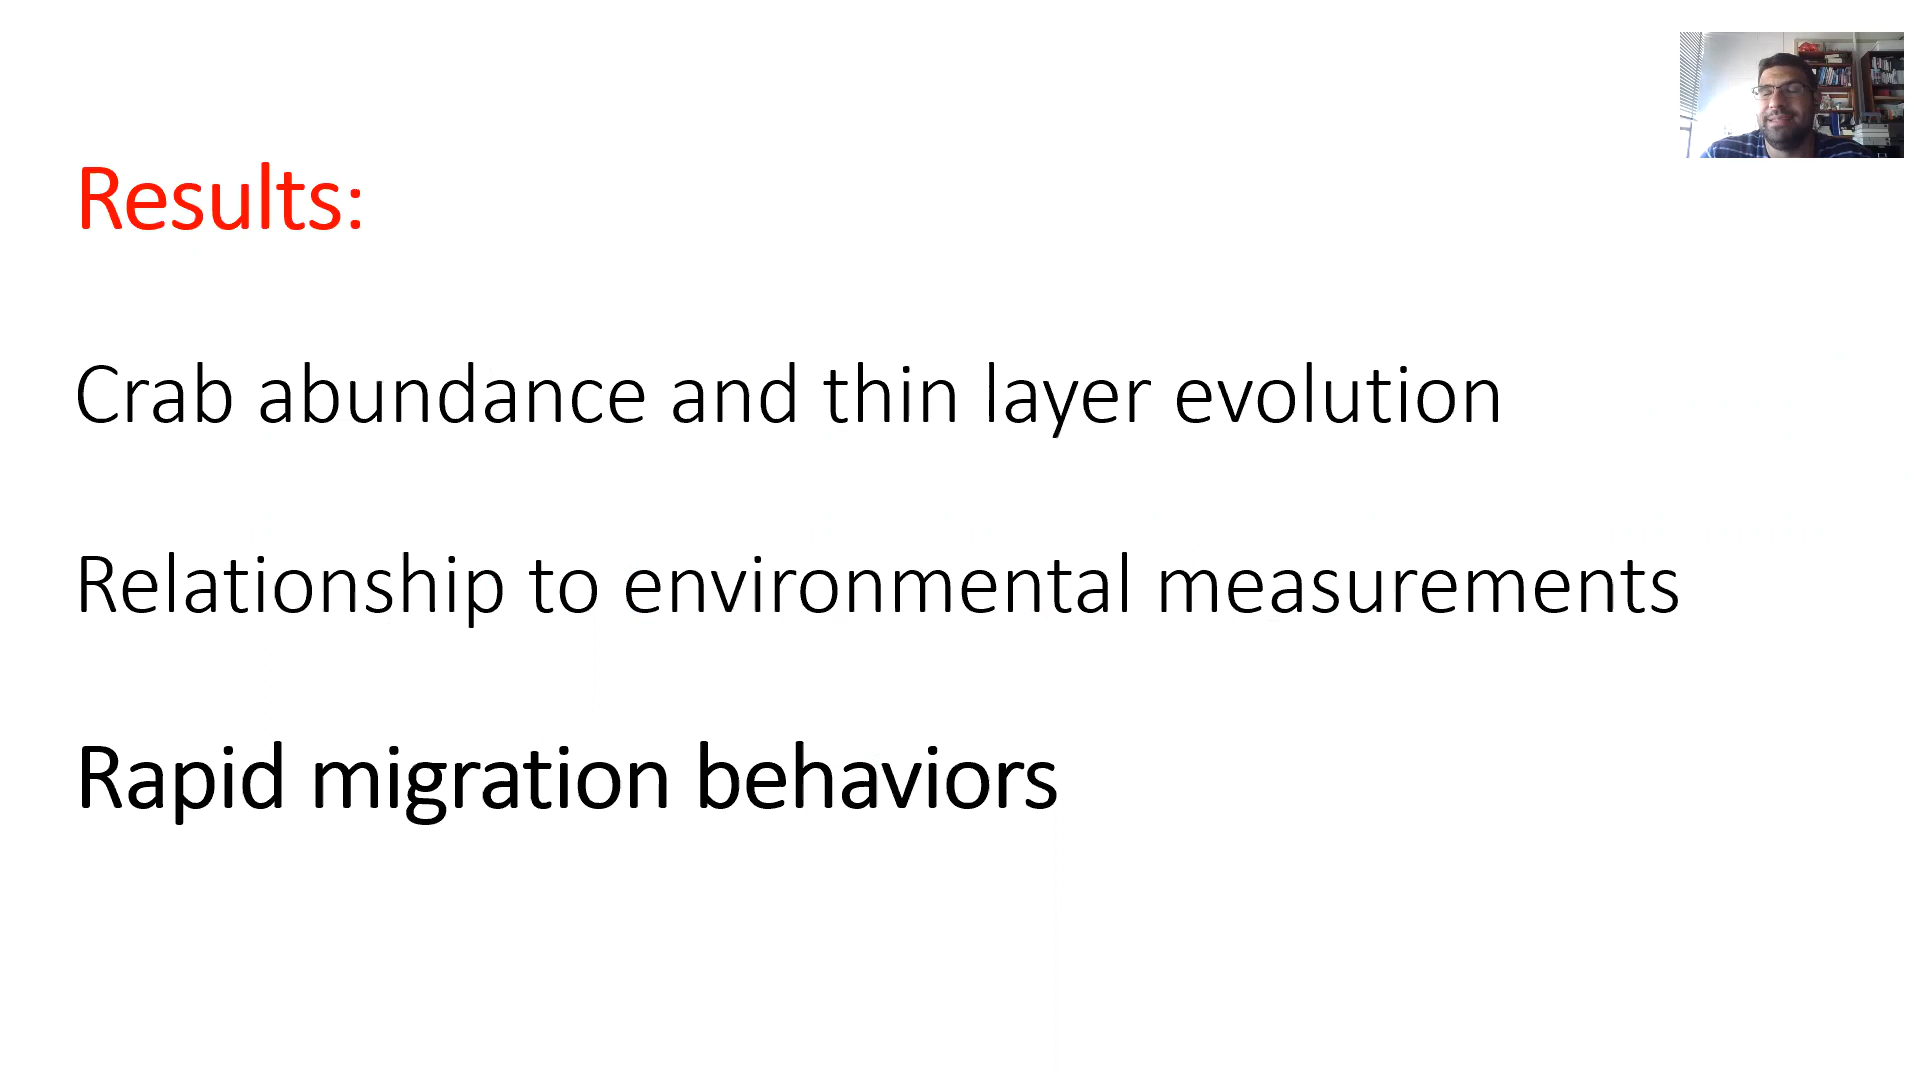 Results:
Crab abundance and thin layer evolution
Relationship to environmental measurements
Rapid migration behaviors